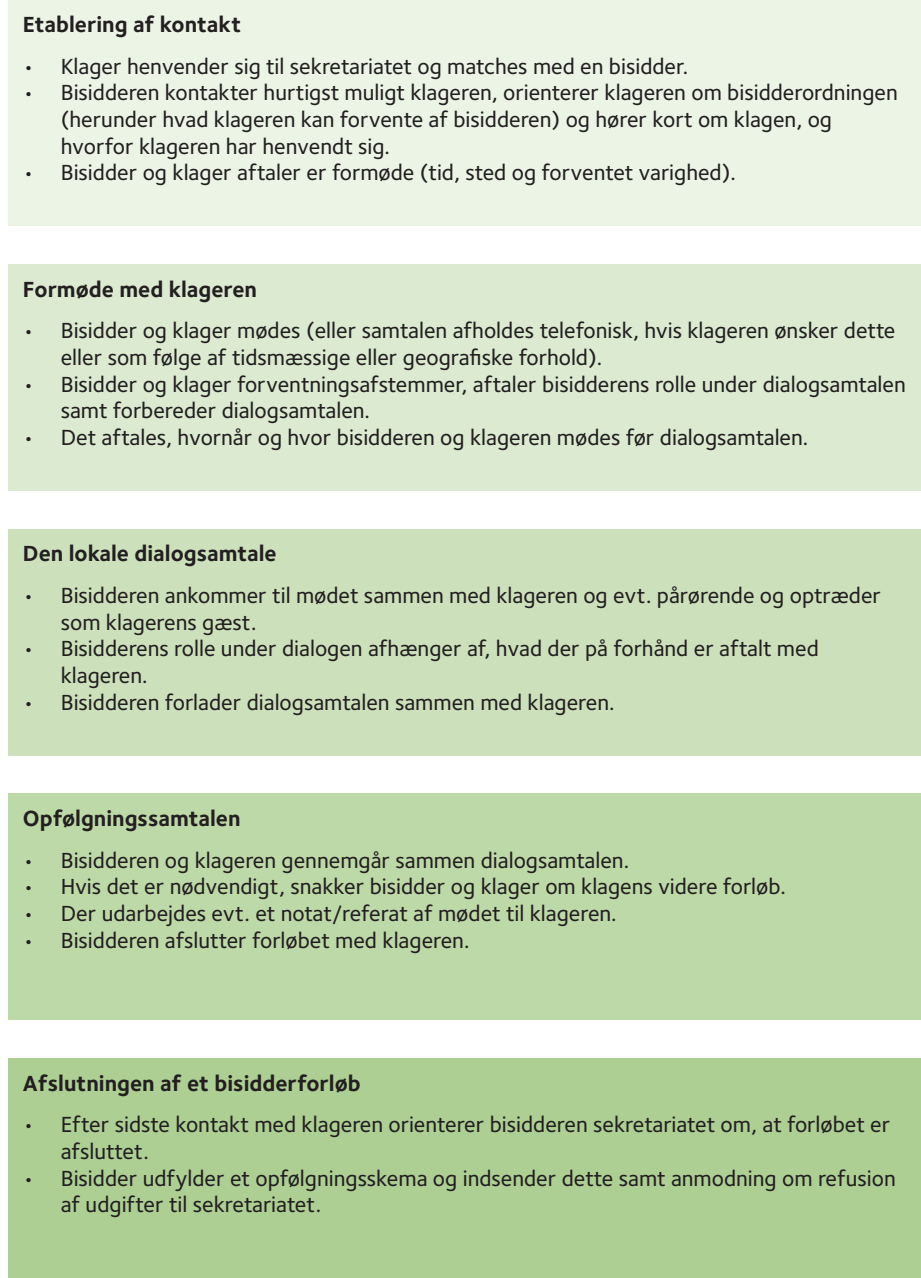 Etablering af kontakt
• Klager henvender sig til sekretariatet og matches med en bisidder.
• Bisidderen kontakter hurtigst muligt klageren, orienterer klageren om bisidderordningen
(herunder hvad klageren kan forvente af bisidderen) og hører kort om klagen, og
hvorfor klageren har henvendt sig.
• Bisidder og klager aftaler er formøde (tid, sted og forventet varighed).
Formøde med klageren
• Bisidder og klager mødes (eller samtalen afholdes telefonisk, hvis klageren ønsker dette
eller som følge af tidsmæssige eller geografiske forhold).
• Bisidder og klager forventningsafstemmer, aftaler bisidderens rolle under dialogsamtalen
samt forbereder dialogsamtalen.
• Det aftales, hvornår og hvor bisidderen og klageren mødes før dialogsamtalen.
Den lokale dialogsamtale
• Bisidderen ankommer til mødet sammen med klageren og evt. pårørende og optræder
som klagerens gæst.
• Bisidderens rolle under dialogen afhænger af, hvad der på forhånd er aftalt med
klageren.
• Bisidderen forlader dialogsamtalen sammen med klageren.
Opfølgningssamtalen
• Bisidderen og klageren gennemgår sammen dialogsamtalen.
• Hvis det er nødvendigt, snakker bisidder og klager om klagens videre forløb.
• Der udarbejdes evt. et notat/referat af mødet til klageren.
• Bisidderen afslutter forløbet med klageren.
Afslutningen af et bisidderforløb
• Efter sidste kontakt med klageren orienterer bisidderen sekretariatet om, at forløbet er
afsluttet.
• Bisidder udfylder et opfølgningsskema og indsender dette samt anmodning om refusion
af udgifter til sekretariatet.